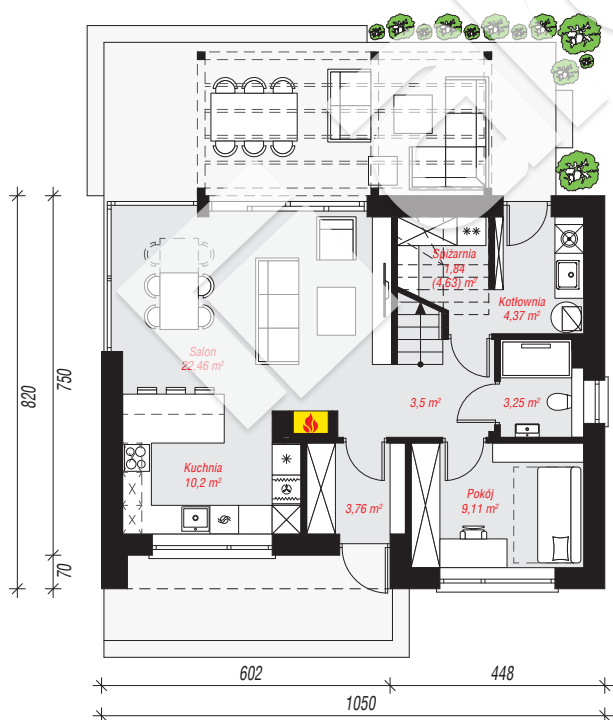 Spiżarnia
1,84
(4,63) m²
Kotłownia
4,37 m²
Salon
22.46 m²
3,5 m²
3,25 m²
Kuchnia
10,2 m²
3,76 m²
Pokój
9,11 m²
820
750
70
602
448
1050